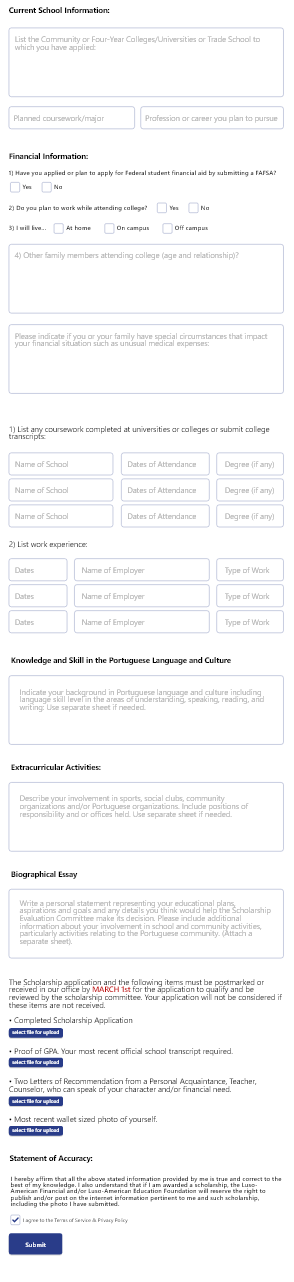 Current School Information:
List the Community or Four-Year Colleges/Universities or Trade School to
which you have applied:
Planned coursework/major
Profession or career you plan to pursue
Financial Information:
1) Have you applied or plan to apply for Federal student financial aid by submitting a FAFSA?
Yes No
2) Do you plan to work while attending college? Yes No
3) I will live... At home On campus Off campus
4) Other family members attending college (age and relationship)?
Please indicate if you or your family have special circumstances that impact
your financial situation such as unusual medical expenses:
1) List any coursework completed at universities or colleges or submit college
transcripts:
Name of School Dates of Attendance Degree (if any)
Name of School Dates of Attendance Degree (if any)
Name of School Dates of Attendance Degree (if any)
2) List work experience:
Dates Name of Employer Type of Work
Dates Name of Employer Type of Work
Dates Name of Employer Type of Work
Knowledge and Skill in the Portuguese Language and Culture
Indicate your background in Portuguese language and culture including
language skill level in the areas of understanding, speaking, reading, and
writing: Use separate sheet if needed.
Extracurricular Activities:
Describe your involvement in sports, social clubs, community
organizations and/or Portuguese organizations. Include positions of
responsibility and or offices held. Use separate sheet if needed.
Biographical Essay
Write a personal statement representing your educational plans,
aspirations and goals and any details you think would help the Scholarship
Evaluation Committee make its decision. Please include additional
information about your involvement in school and community activities,
particularly activities relating to the Portuguese community. (Attach a
separate sheet).
The Scholarship application and the following items must be postmarked or
received in our office by MARCH 1st for the application to qualify and be
reviewed by the scholarship committee. Your application will not be considered if
these items are not received.
• Completed Scholarship Application
select file for upload
• Proof of GPA. Your most recent official school transcript required.
select file for upload
• Two Letters of Recommendation from a Personal Acquaintance, Teacher,
Counselor, who can speak of your character and/or financial need.
select file for upload
• Most recent wallet sized photo of yourself.
select file for upload
Statement of Accuracy:
I hereby affirm that all the above stated information provided by me is true and correct to the
best of my knowledge. I also understand that if I am awarded a scholarship, the Luso-
American Financial and/or Luso-American Education Foundation will reserve the right to
publish and/or post on the internet information pertinent to me and such scholarship,
including the photo I have submitted.
I agree to the Terms of Service & Privacy Policy
Submit